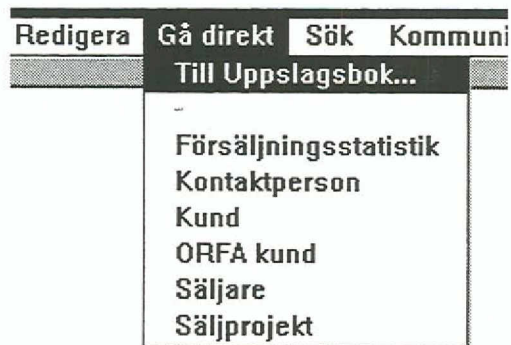 Redigera Gå direkt Sök Kommuni
Till Uppslagsbok...
-
Försäljningsstatistik
Kontaktperson
Kund
ORFA kund
Säljare
Säljprojekt